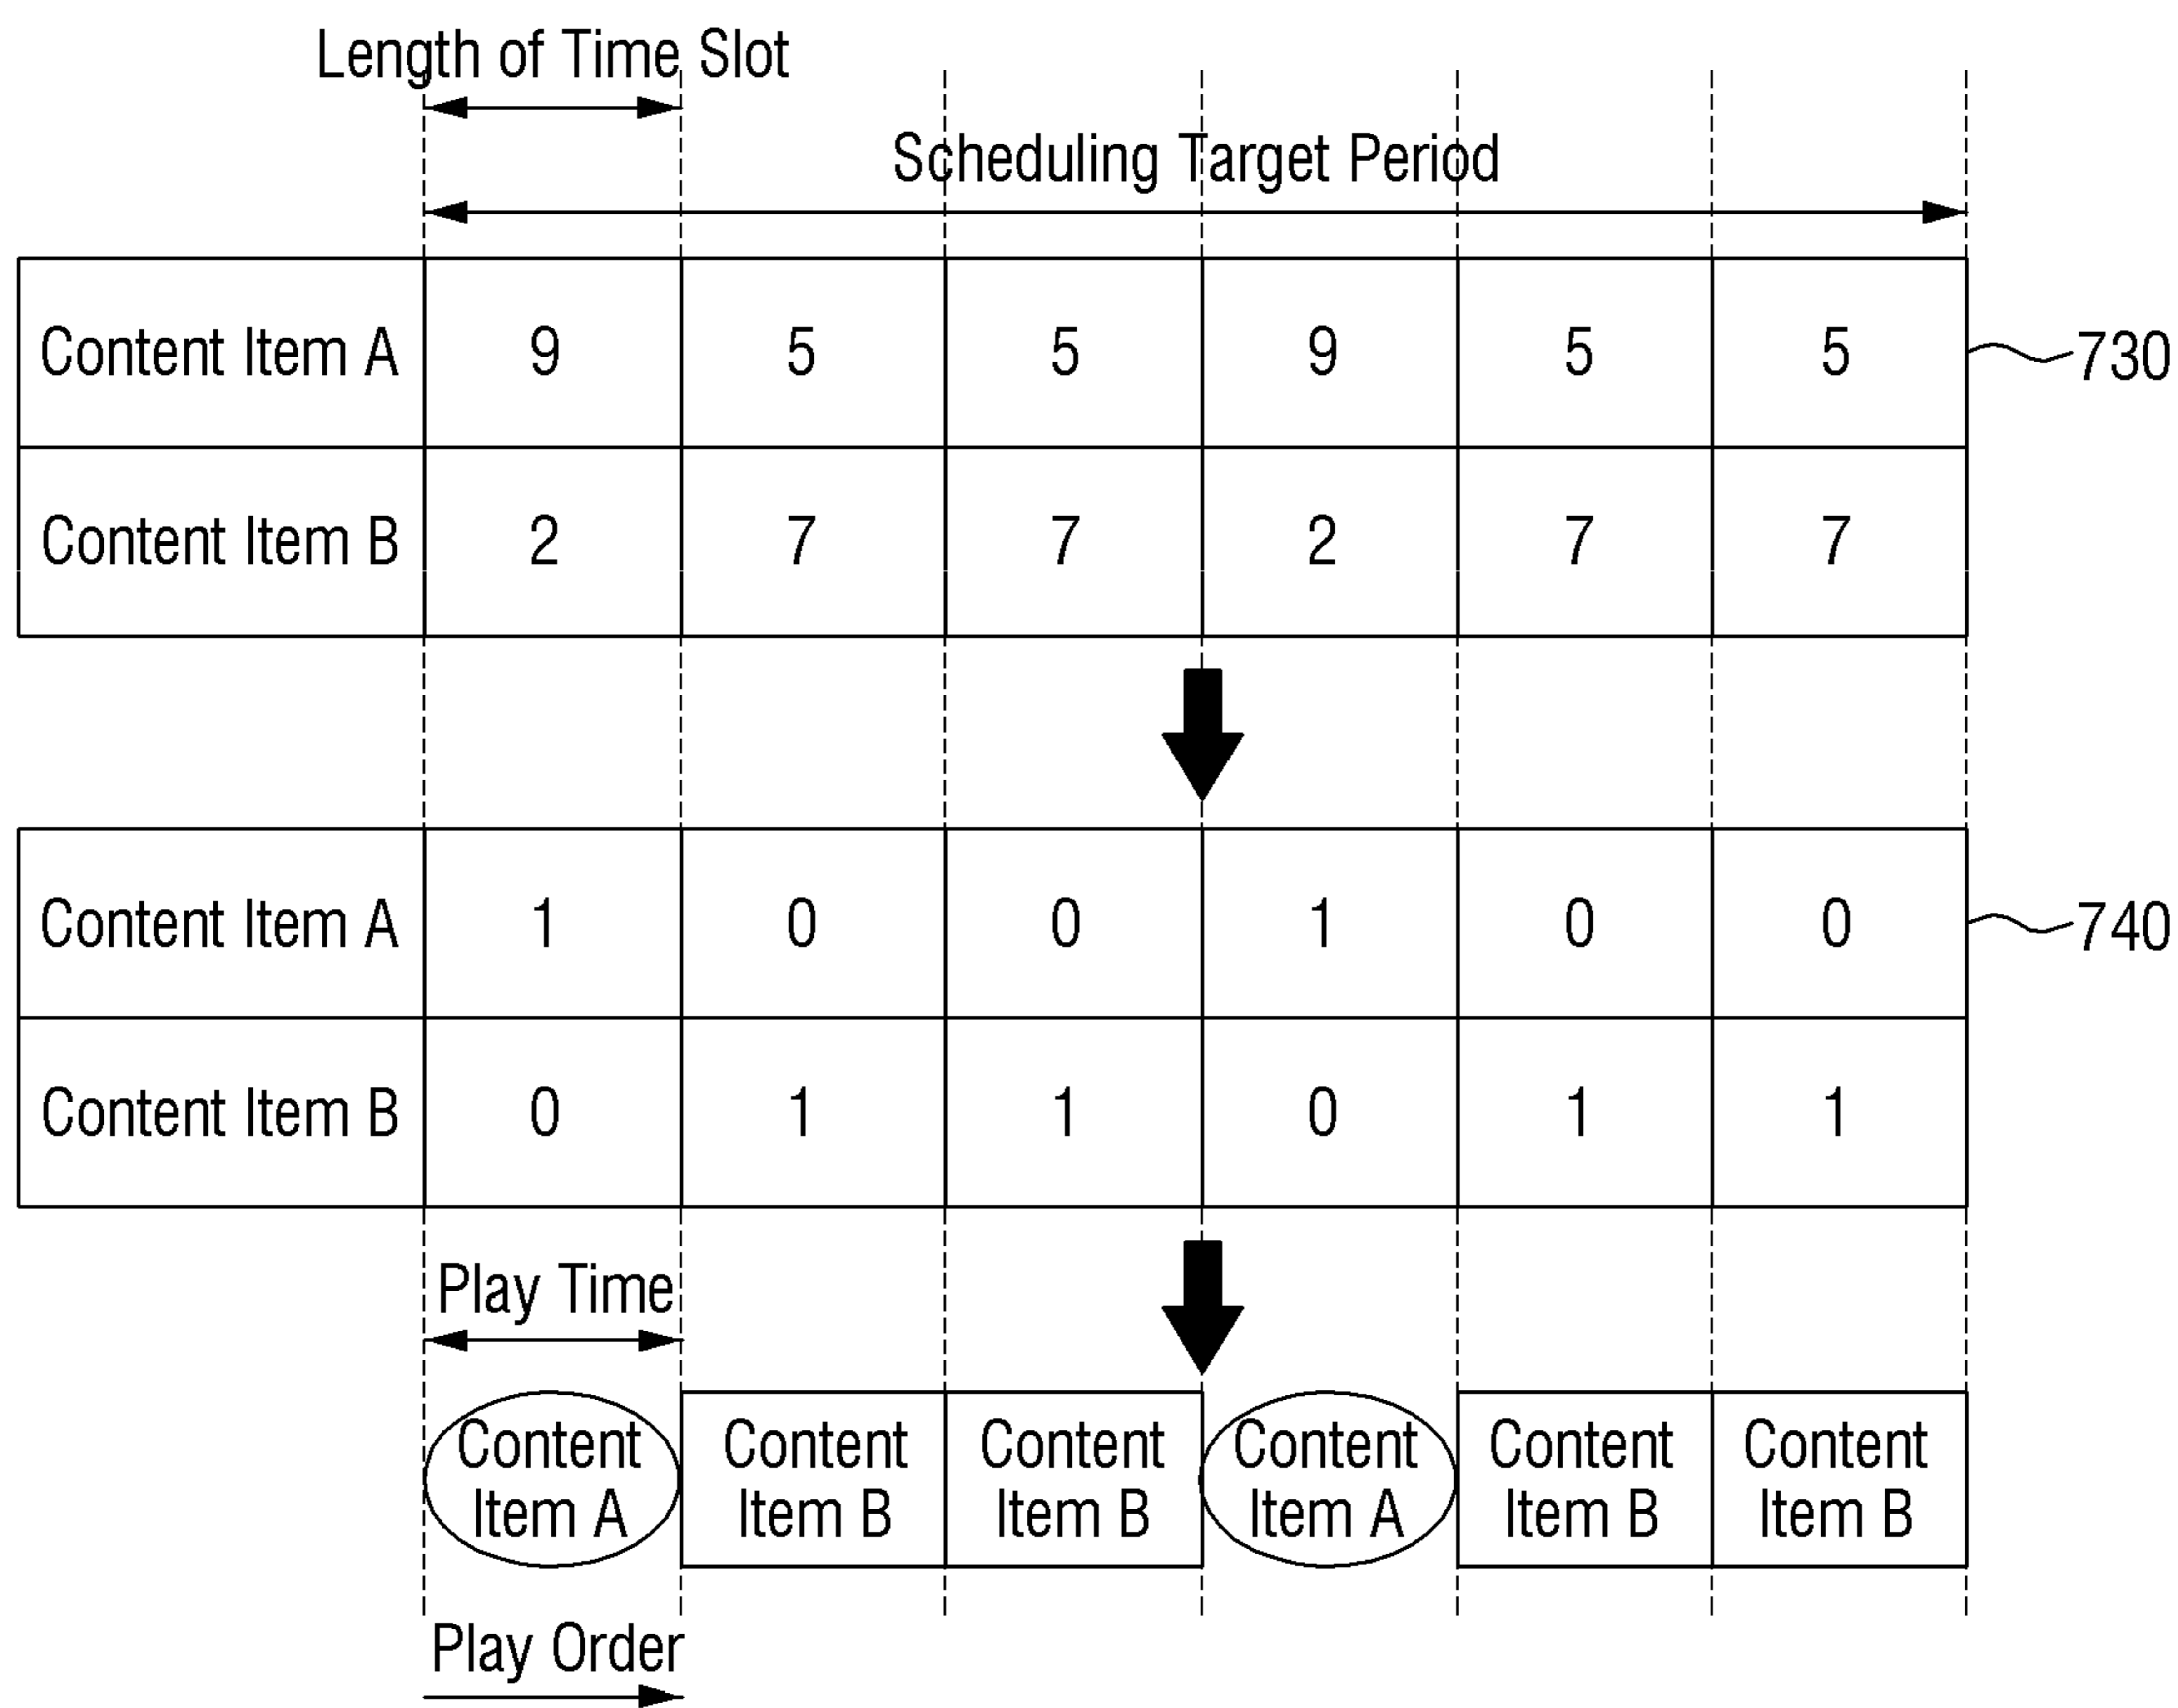 Length of Time Slot
Scheduling Target Period
Content Item A 9 5 5 9 5 5 730
Content Item B 2 7 7 2 7 7
Content Item A 1 0 0 1 0 0 740
Content Item B 0 1 1 0 1 1
Play Time
Content Content Content Content Content Content
Item A Item B Item B Item A Item B Item B
Play Order